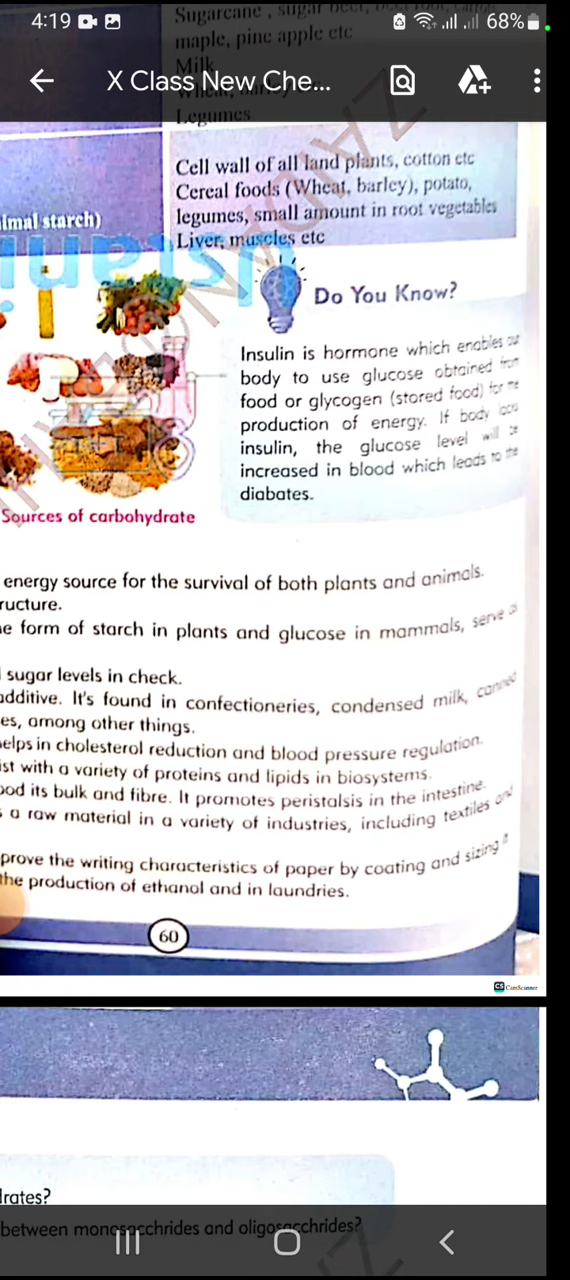 4:19
68%
Sugarcane , sugar beet,
maple, pine apple etc
X Class New Che...
Milk
Wheat, barley etc
Legumes
Cell wall of all land plants, cotton etc
Cereal foods (Wheat, barley), potato,
legumes, small amount in root vegetables
imal starch)
Liver, muscles etc
Do You Know?
Insulin is hormone which enables our
body to use glucose obtained from
food or glycogen (stored food) for the
production of energy. If body
insulin, the glucose level will be
increased in blood which leads to the
diabates.
Sources of carbohydrate
energy source for the survival of both plants and animals.
ructure.
e form of starch in plants and glucose in mammals, serve as
sugar levels in check.
additive. It's found in confectioneries, condensed milk, canned
es, among other things.
elps in cholesterol reduction and blood pressure regulation.
ist with a variety of proteins and lipids in biosystems.
ood its bulk and fibre. It promotes peristalsis in the intestine.
s a raw material in a variety of industries, including textiles and
prove the writing characteristics of paper by coating and sizing it
the production of ethanol and in laundries.
60
CS CamScanner
drates?
between monosacchrides and oligosacchrides?